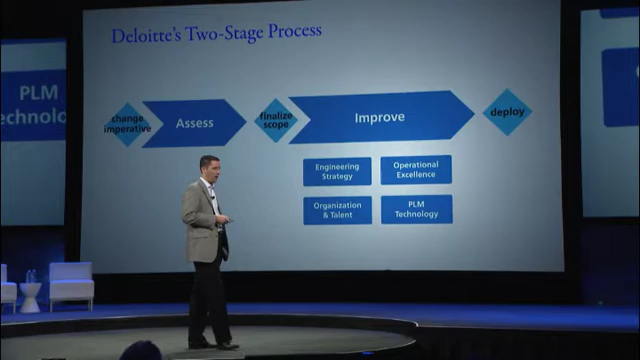 Deloitte's Two-Stage Process
change
imperative
Assess
finalize
scope
Improve
deploy
Engineering
Strategy
Operational
Excellence
Organization
& Talent
PLM
Technology
PLM